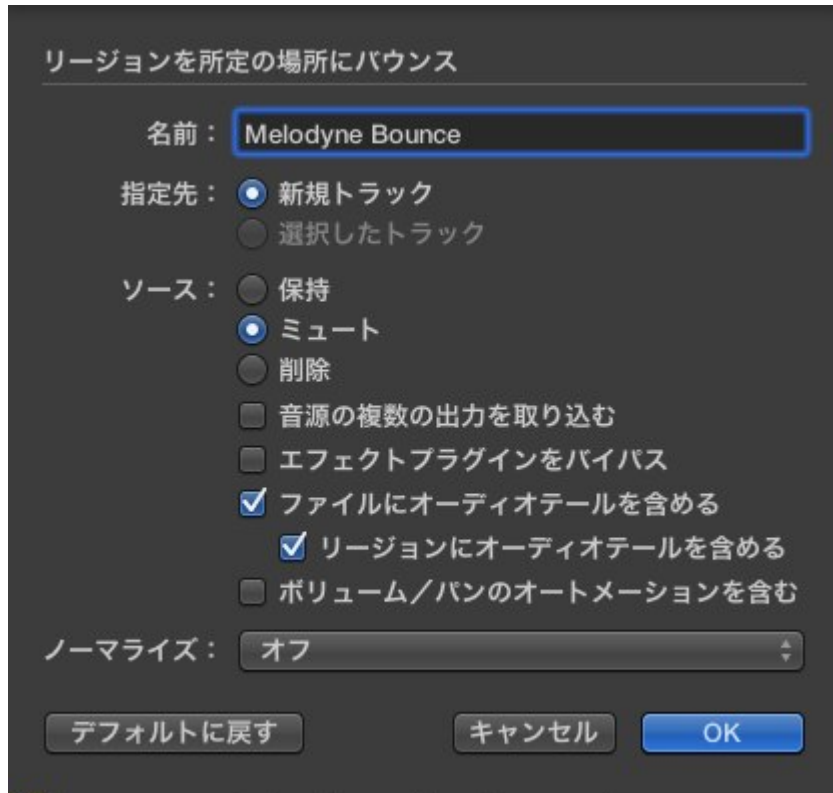 リージョンを所定の場所にバウンス
名前： Melodyne Bounce
指定先： 新規トラック
選択したトラック
ソース： 保持
ミュート
削除
音源の複数の出力を取り込む
エフェクトプラグインをバイパス
ファイルにオーディオテールを含める
リージョンにオーディオテールを含める
ボリューム／パンのオートメーションを含む
ノーマライズ： オフ
デフォルトに戻す キャンセル OK